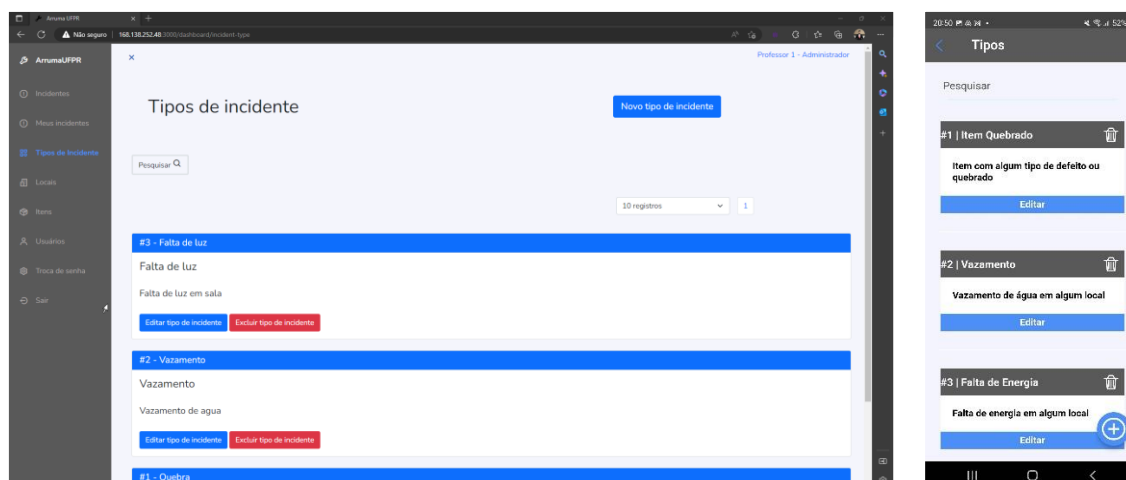 Arruma UFPR
Não seguro
168.138.252.48:3000/dashboard/incident-type
ArrumaUFPR
Professor 1 - Administrador
Incidentes
Meus incidentes
Tipos de Incidente
Locais
Itens
Usuários
Troca de senha
Sair
Tipos de incidente
Novo tipo de incidente
Pesquisar
10 registros
1
#3 - Falta de luz
Falta de luz
Falta de luz em sala
Editar tipo de incidente
Excluir tipo de incidente
#2 - Vazamento
Vazamento
Vazamento de agua
Editar tipo de incidente
Excluir tipo de incidente
#1 - Quebra
20:50
52%
Tipos
Pesquisar
#1 | Item Quebrado
Item com algum tipo de defeito ou
quebrado
Editar
#2 | Vazamento
Vazamento de água em algum local
Editar
#3 | Falta de Energia
Falta de energia em algum local
Editar